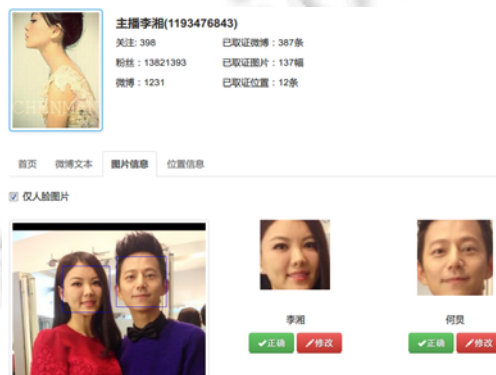 主播李湘(1193476843)
关注: 398 已取证微博：387条
粉丝：13821393 已取证图片：137幅
微博：1231 已取证位置：12条
CHENMAN
首页 微博文本 图片信息 位置信息
仅人脸图片
李湘 何炅
正确 修改 正确 修改